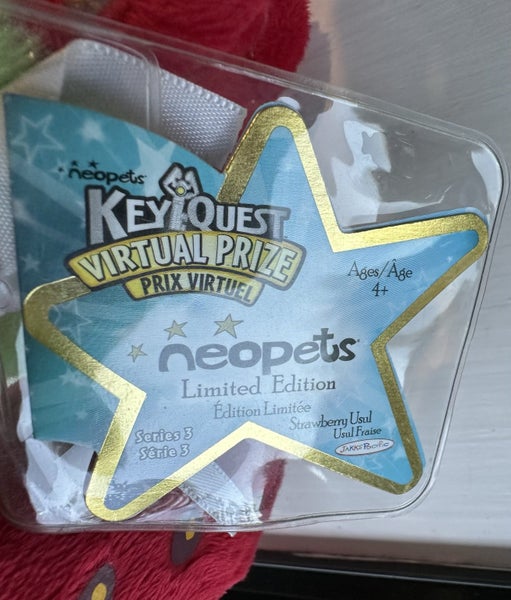 neopets
KEYQUEST
VIRTUAL PRIZE
PRIX VIRTUEL
Ages/Âge
4+
neopets
Limited Edition
Édition Limitée
Strawberry Usul
Usul Fraise
Series 3
Série 3
JAKKS Pacific